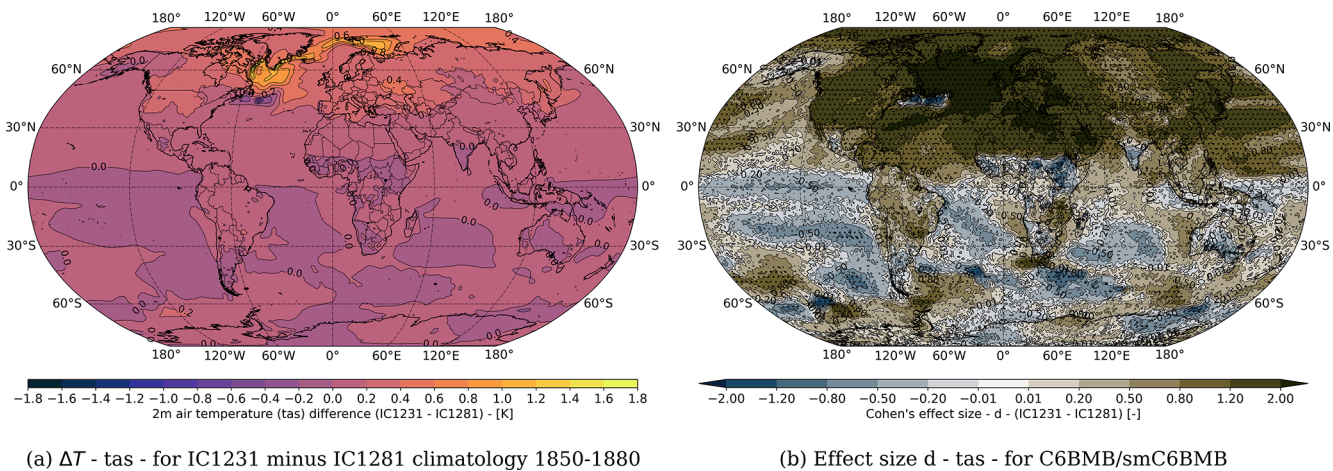 180° 120°W 60°W 0° 60°E 120°E 180°
180° 120°W 60°W 0° 60°E 120°E 180°
60°N 60°N
60°N 60°N
30°N 30°N
30°N 30°N
0° 0°
0° 0°
30°S 30°S
30°S 30°S
60°S 60°S
60°S 60°S
180° 120°W 60°W 0° 60°E 120°E 180°
180° 120°W 60°W 0° 60°E 120°E 180°
−1.8 −1.6 −1.4 −1.2 −1.0 −0.8 −0.6 −0.4 −0.2 0.0 0.2 0.4 0.6 0.8 1.0 1.2 1.4 1.6 1.8
2m air temperature (tas) difference (IC1231 - IC1281) - [K]
−2.00 −1.20 −0.80 −0.50 −0.20 −0.01 0.01 0.20 0.50 0.80 1.20 2.00
Cohen's effect size - d - (IC1231 - IC1281) [-]
(a) ΔT - tas - for IC1231 minus IC1281 climatology 1850-1880
(b) Effect size d - tas - for C6BMB/smC6BMB